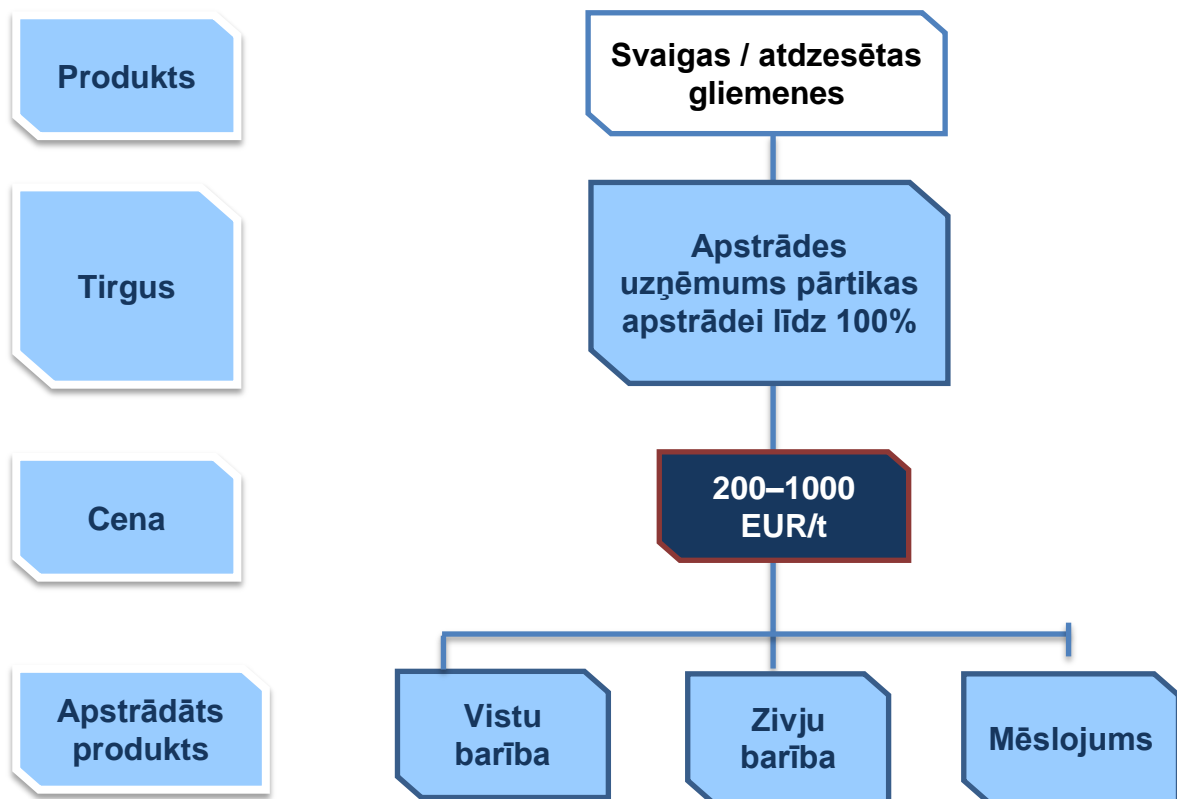 Produkts
Svaigas / atdzesētas
gliemenes
Tirgus
Apstrādes
uzņēmums pārtikas
apstrādei līdz 100%
Cena
200–1000
EUR/t
Apstrādāts
produkts
Vistu
barība
Zivju
barība
Mēslojums